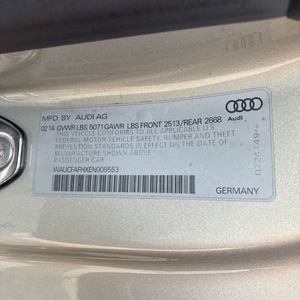 MFD. BY AUDI AG
0214 GVWR LBS 5071 GAWR LBS FRONT 2513/REAR 2668
THIS VEHICLE CONFORMS TO ALL APPLICABLE U.S.
FEDERAL MOTOR VEHICLE SAFETY, BUMPER AND THEFT
PREVENTION STANDARDS IN EFFECT ON THE DATE OF
MANUFACTURE SHOWN ABOVE.
PASSENGER CAR
WAUCFAFHXEN009553
Audi
GERMANY